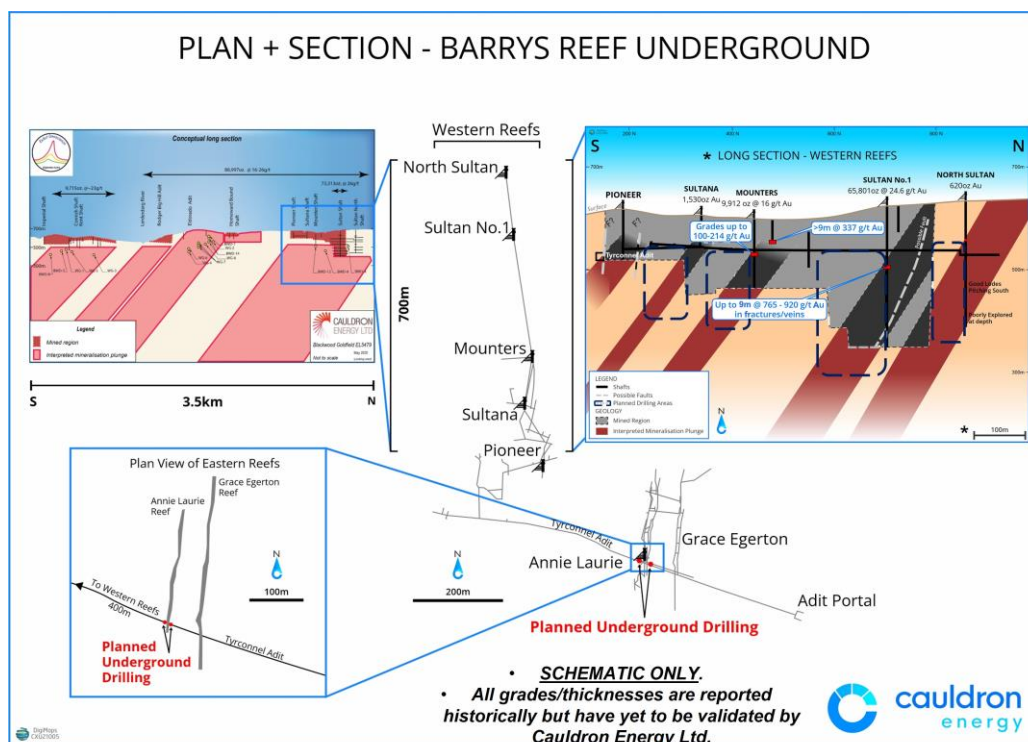 PLAN + SECTION - BARRYS REEF UNDERGROUND
Conceptual long section
Legend
Mined region
Interpreted mineralisation plunge
CAULDRON
ENERGY LTD
Blackwood Goldfield EL5479
Not to scale
S
3.5km
N
Western Reefs
North Sultan
Sultan No.1
700m
Mounters
Sultana
Pioneer
S
N
* LONG SECTION - WESTERN REEFS
PIONEER
SULTANA
1,530oz Au
MOUNTERS
9,912 oz @ 16 g/t Au
SULTAN No.1
65,801oz @ 24.6 g/t Au
NORTH SULTAN
620oz Au
Surface
Grades up to
100-214 g/t Au
>9m @ 337 g/t Au
Tyrconnel Adit
Up to 9m @ 765 - 920 g/t Au
in fractures/veins
Good Lodes
Pitching South
Poorly Explored
at depth
LEGEND
Shafts
Possible Faults
Planned Drilling Areas
GEOLOGY
Mined Region
Interpreted Mineralisation Plunge
N
*
100m
Plan View of Eastern Reefs
Grace Egerton
Reef
Annie Laurie
Reef
To Western Reefs
400m
Tyrconnel Adit
Planned
Underground
Drilling
N
100m
N
200m
Tyrconnel Adit
Annie Laurie
Grace Egerton
Adit Portal
Planned Underground Drilling
• SCHEMATIC ONLY.
• All grades/thicknesses are reported
historically but have yet to be validated by
Cauldron Energy Ltd.
cauldron
energy
DigMaps
CXG21005